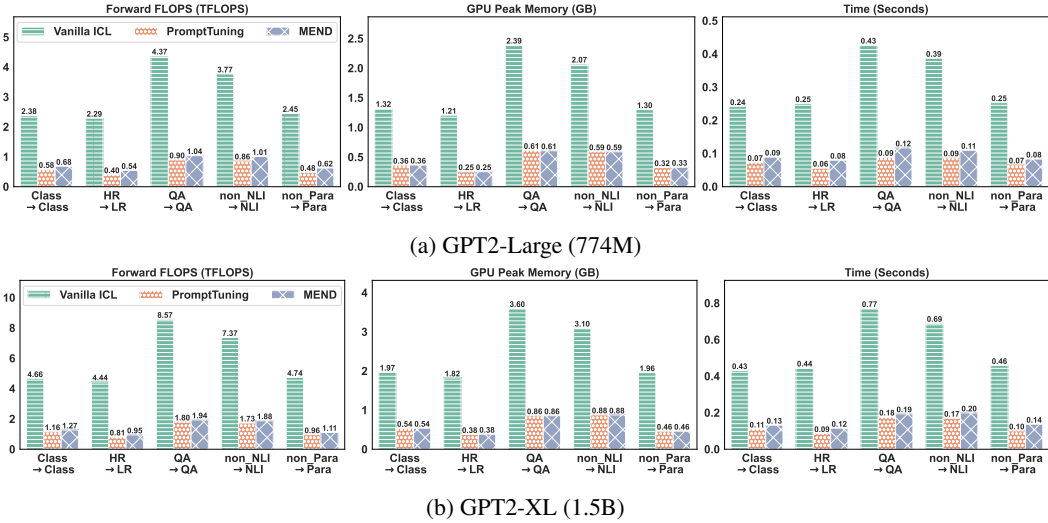 Forward FLOPS (TFLOPS)
Vanilla ICL PromptTuning MEND
5
4
3
2
1
0
2.38 0.58 0.68
2.29 0.40 0.54
4.37 0.90 1.04
3.77 0.86 1.01
2.45 0.48 0.62
Class → Class
HR → LR
QA → QA
non_NLI → NLI
non_Para → Para
GPU Peak Memory (GB)
2.5
2.0
1.5
1.0
0.5
0.0
1.32 0.36 0.36
1.21 0.25 0.25
2.39 0.61 0.61
2.07 0.59 0.59
1.30 0.32 0.33
Class → Class
HR → LR
QA → QA
non_NLI → NLI
non_Para → Para
Time (Seconds)
0.5
0.4
0.3
0.2
0.1
0.0
0.24 0.07 0.09
0.25 0.06 0.08
0.43 0.09 0.12
0.39 0.09 0.11
0.25 0.07 0.08
Class → Class
HR → LR
QA → QA
non_NLI → NLI
non_Para → Para
(a) GPT2-Large (774M)
Forward FLOPS (TFLOPS)
Vanilla ICL PromptTuning MEND
10
8
6
4
2
0
4.66 1.16 1.27
4.44 0.81 0.95
8.57 1.80 1.94
7.37 1.73 1.88
4.74 0.96 1.11
Class → Class
HR → LR
QA → QA
non_NLI → NLI
non_Para → Para
GPU Peak Memory (GB)
4
3
2
1
0
1.97 0.54 0.54
1.82 0.38 0.38
3.60 0.86 0.86
3.10 0.88 0.88
1.96 0.46 0.46
Class → Class
HR → LR
QA → QA
non_NLI → NLI
non_Para → Para
Time (Seconds)
0.8
0.6
0.4
0.2
0.0
0.43 0.11 0.13
0.44 0.09 0.12
0.77 0.18 0.19
0.69 0.17 0.20
0.46 0.10 0.14
Class → Class
HR → LR
QA → QA
non_NLI → NLI
non_Para → Para
(b) GPT2-XL (1.5B)